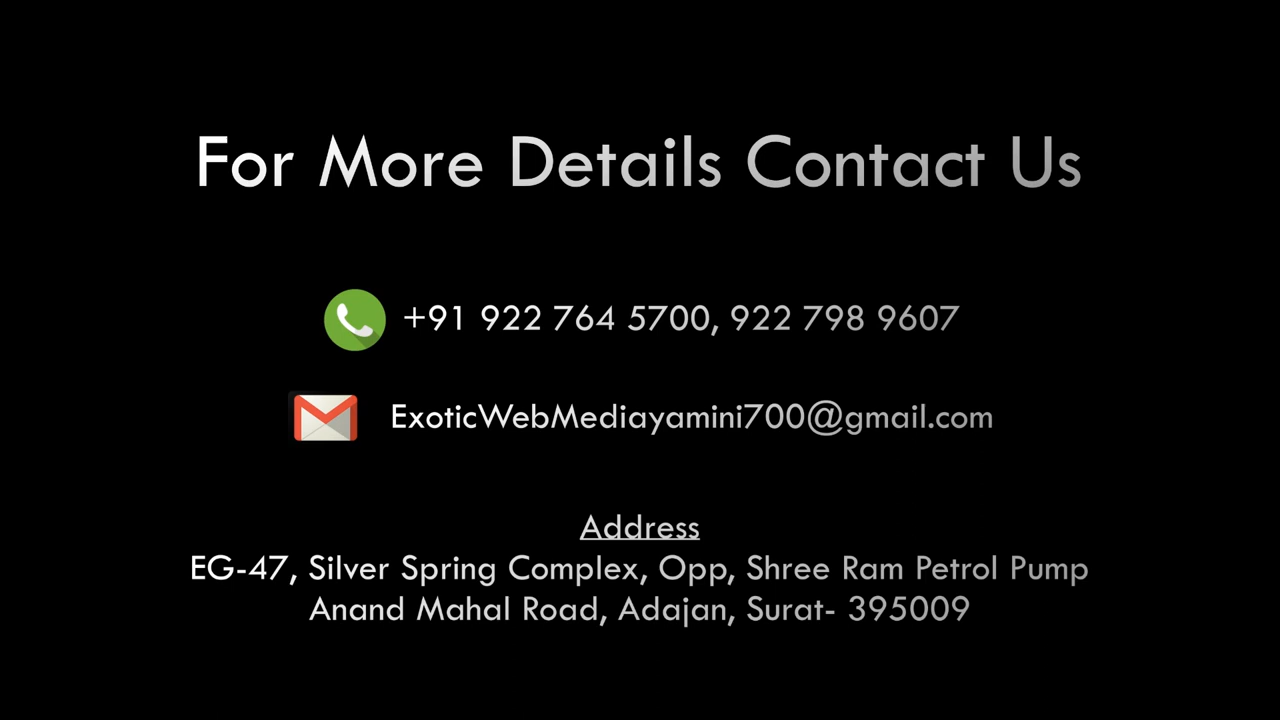 For More Details Contact Us
+91 922 764 5700, 922 798 9607
ExoticWebMediayamini700@gmail.com
Address
EG-47, Silver Spring Complex, Opp, Shree Ram Petrol Pump
Anand Mahal Road, Adajan, Surat- 395009